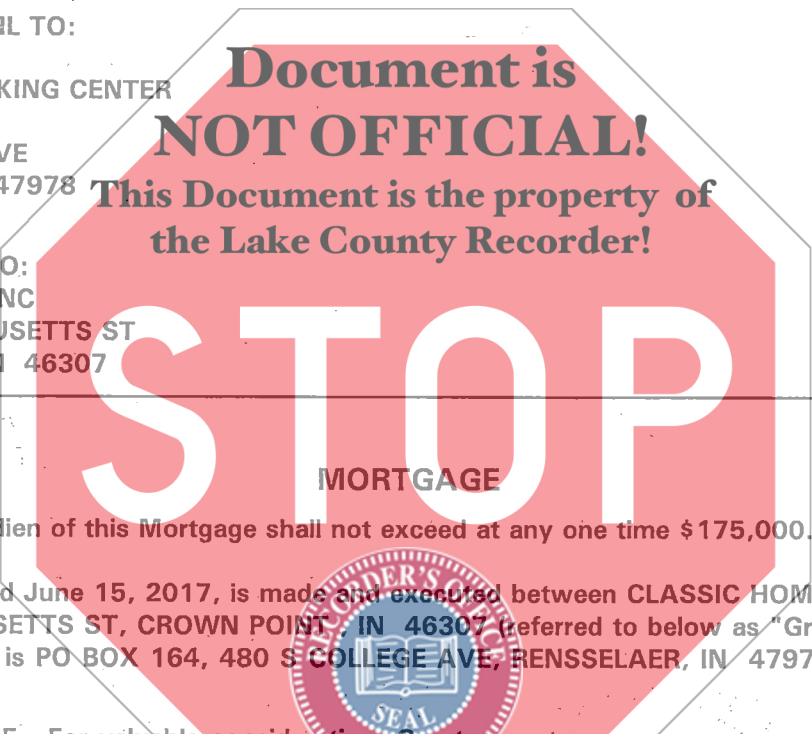 IL TO:
Document is
KING CENTER
NOT OFFICIAL!
VE
47978
This Document is the property of
the Lake County Recorder!
O:
NC
USETTS ST
46307
STOP
MORTGAGE
lien of this Mortgage shall not exceed at any one time $175,000.
d June 15, 2017, is made and executed between CLASSIC HOM
SETTS ST, CROWN POINT , IN 46307 (referred to below as "Gr
is PO BOX 164, 480 S COLLEGE AVE, RENSSELAER, IN 4797
SEAL